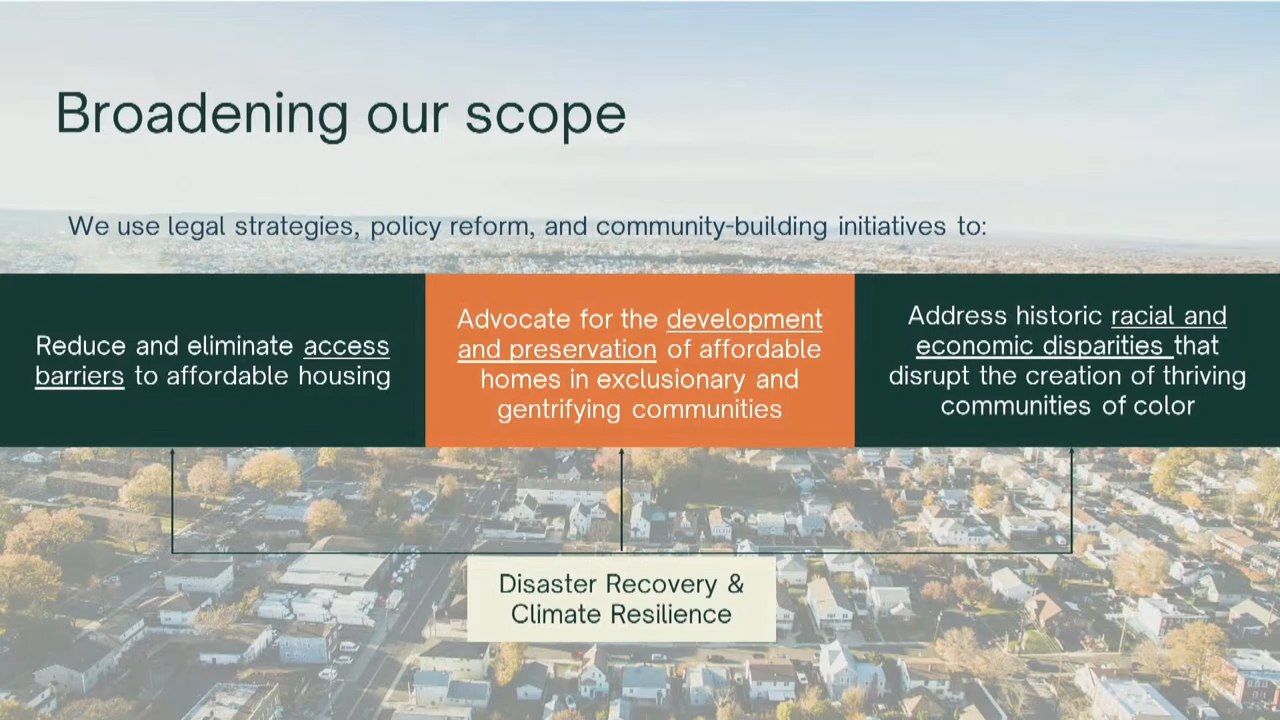 Broadening our scope
We use legal strategies, policy reform, and community-building initiatives to:
Reduce and eliminate access
barriers to affordable housing
Advocate for the development
and preservation of affordable
homes in exclusionary and
gentrifying communities
Address historic racial and
economic disparities that
disrupt the creation of thriving
communities of color
Disaster Recovery &
Climate Resilience